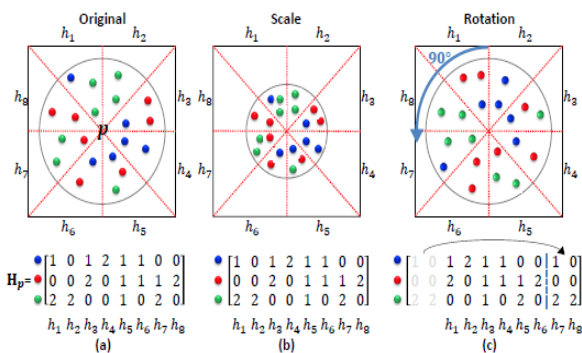 Original Scale Rotation
h1 h2 h1 h2 h1 h2
90°
h8 h3 h8 h3 h8 h3
p
h7 h4 h7 h4 h7 h4
h6 h5 h6 h5 h6 h5
1 0 1 2 1 1 0 0 1 0 1 2 1 1 0 0 1 0 1 2 1 1 0 0 1 0
Hp= 0 0 2 0 1 1 1 2 0 0 2 0 1 1 1 2 2 0 1 1 1 2 0 0
2 2 0 0 1 0 2 0 2 2 0 0 1 0 2 0 2 2 0 0 1 0 2 0 2 2
h1 h2 h3 h4 h5 h6 h7 h8 h1 h2 h3 h4 h5 h6 h7 h8 h1 h2 h3 h4 h5 h6 h7 h8
(a) (b) (c)